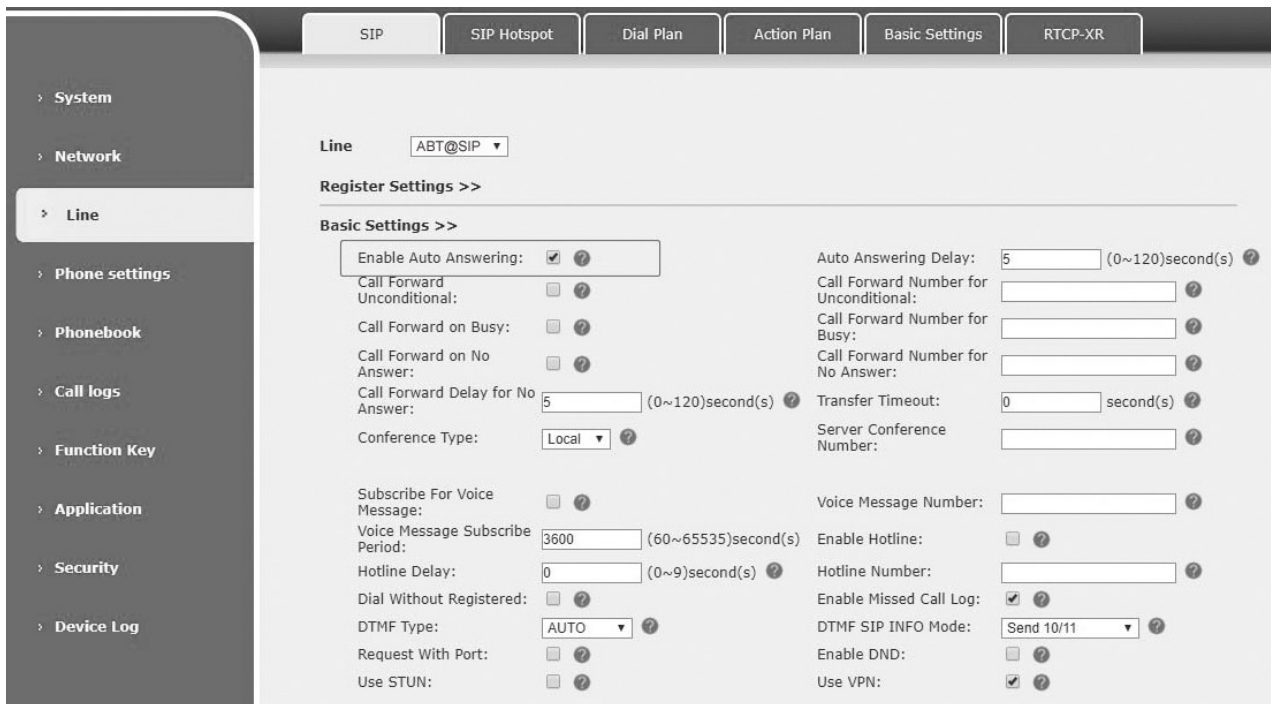 SIP
SIP Hotspot
Dial Plan
Action Plan
Basic Settings
RTCP-XR
› System
› Network
› Line
› Phone settings
› Phonebook
› Call logs
› Function Key
› Application
› Security
› Device Log
Line ABT@SIP ▼
Register Settings >>
Basic Settings >>
Enable Auto Answering: ?
Auto Answering Delay: 5 (0~120)second(s) ?
Call Forward
Unconditional: ?
Call Forward Number for
Unconditional: ?
Call Forward on Busy: ?
Call Forward Number for
Busy: ?
Call Forward on No
Answer: ?
Call Forward Number for
No Answer: ?
Call Forward Delay for No
Answer: 5 (0~120)second(s) ?
Transfer Timeout: 0 second(s) ?
Conference Type: Local ▼ ?
Server Conference
Number: ?
Subscribe For Voice
Message: ?
Voice Message Number: ?
Voice Message Subscribe
Period: 3600 (60~65535)second(s)
Enable Hotline: ?
Hotline Delay: 0 (0~9)second(s) ?
Hotline Number: ?
Dial Without Registered: ?
Enable Missed Call Log: ?
DTMF Type: AUTO ▼ ?
DTMF SIP INFO Mode: Send 10/11 ▼ ?
Request With Port: ?
Enable DND: ?
Use STUN: ?
Use VPN: ?